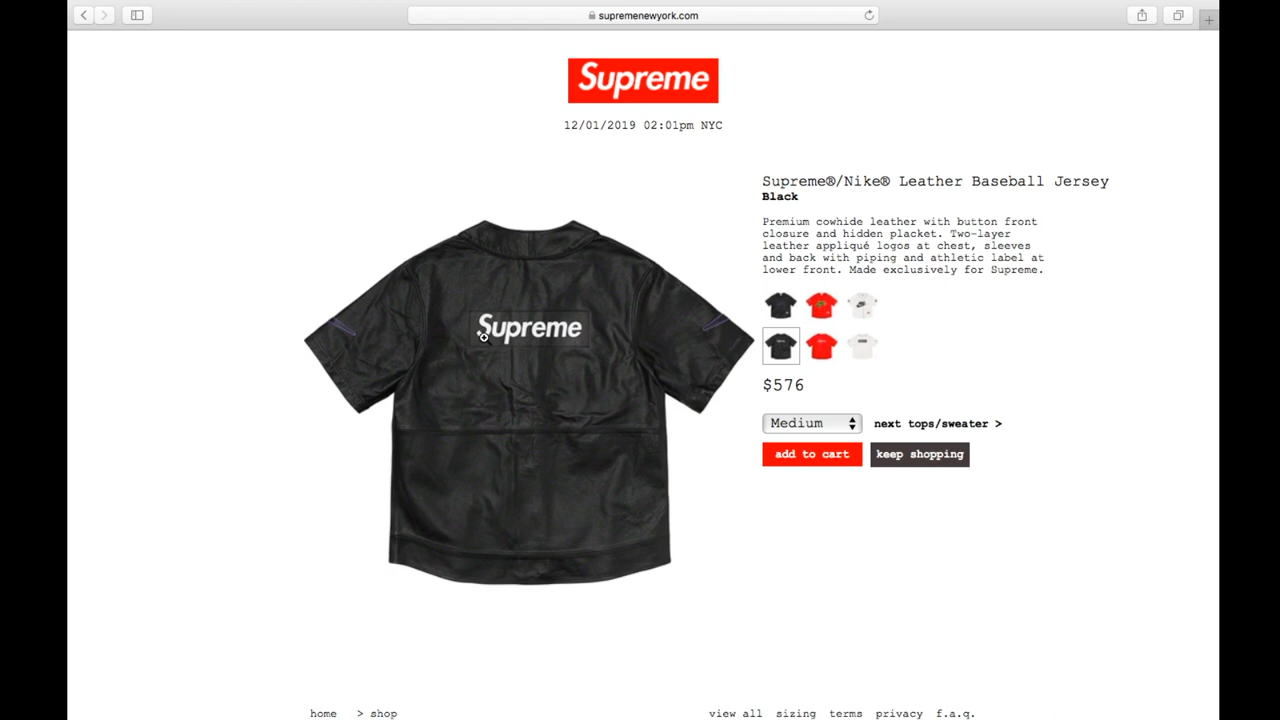 supremenewyork.com
Supreme
12/01/2019 02:01pm NYC
Supreme®/Nike® Leather Baseball Jersey
Black
Premium cowhide leather with button front
closure and hidden placket. Two-layer
leather appliqué logos at chest, sleeves
and back with piping and athletic label at
lower front. Made exclusively for Supreme.
Supreme
$576
Medium
next tops/sweater >
add to cart
keep shopping
home > shop
view all sizing terms privacy f.a.q.